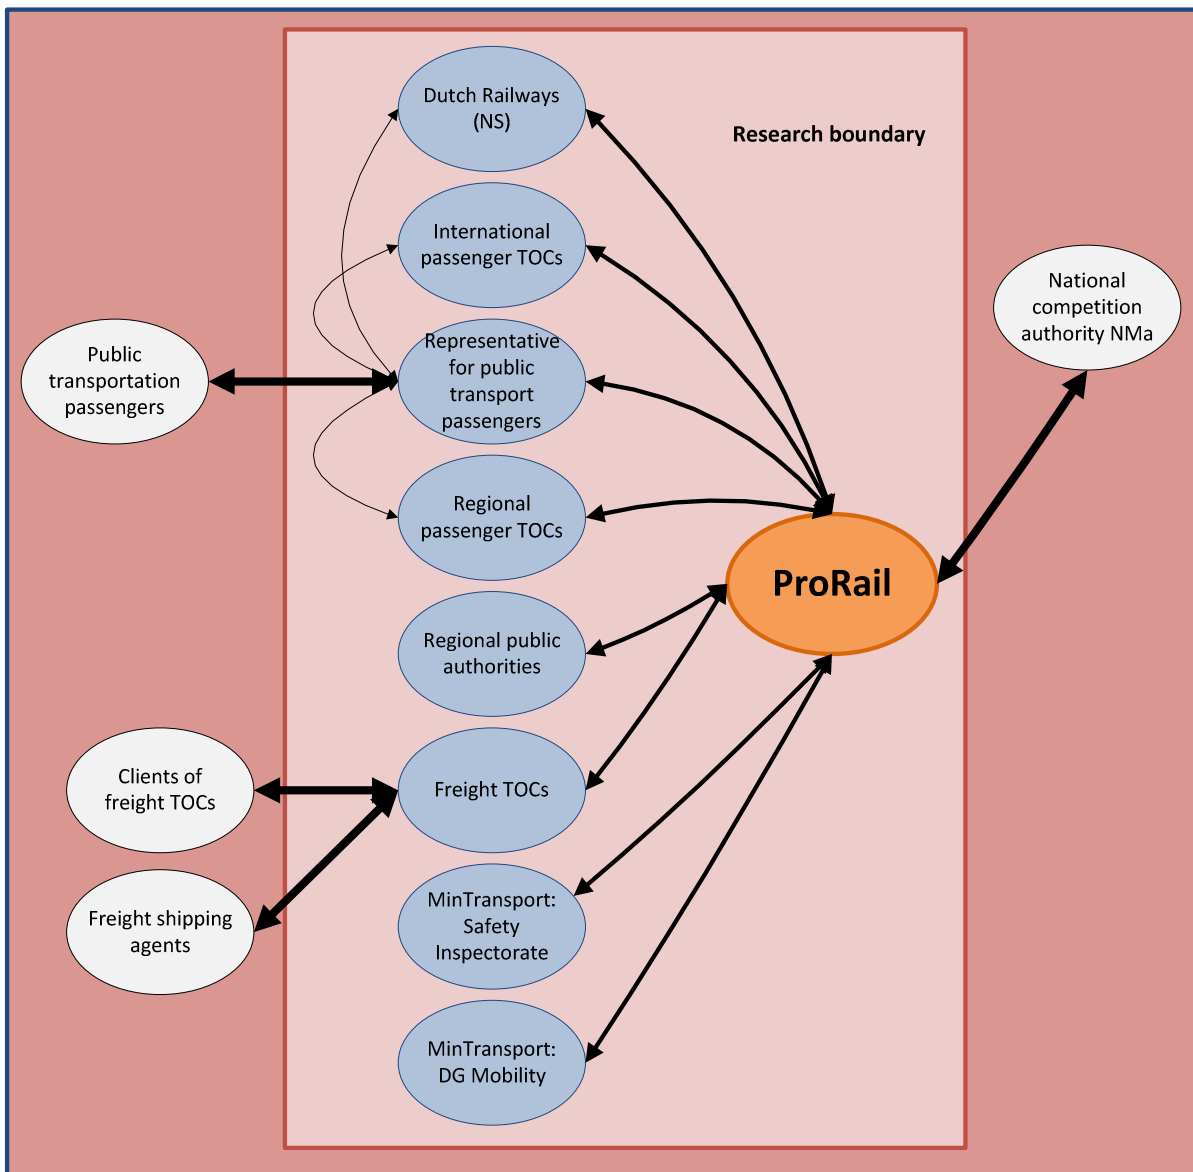 Dutch Railways
(NS)
Research boundary
International
passenger TOCs
National
competition
authority NMa
Public
transportation
passengers
Representative
for public
transport
passengers
Regional
passenger TOCs
ProRail
Regional public
authorities
Clients of
freight TOCs
Freight TOCs
Freight shipping
agents
MinTransport:
Safety
Inspectorate
MinTransport:
DG Mobility